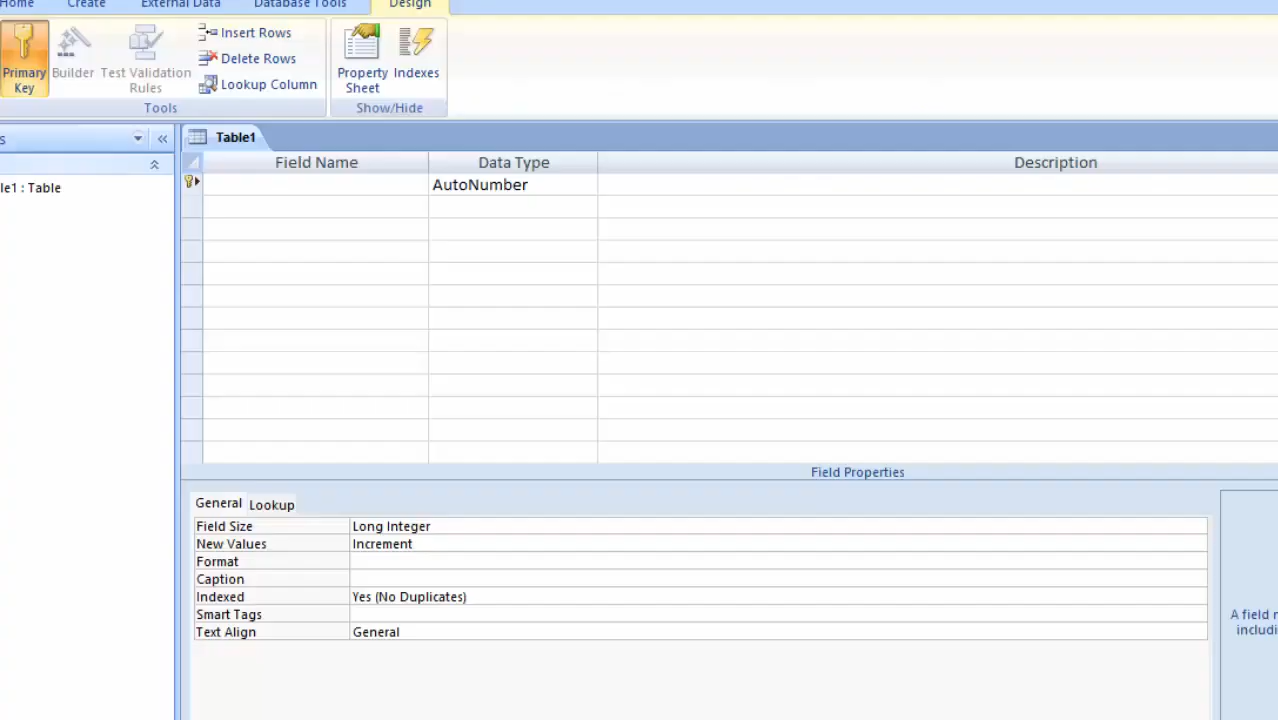 Home Create External Data Database Tools Design
Insert Rows
Delete Rows
Lookup Column
Primary Key
Builder
Test Validation Rules
Property Sheet
Indexes
Tools
Show/Hide
s
Table1
le1 : Table
Field Name Data Type Description
AutoNumber
Field Properties
General Lookup
Field Size Long Integer
New Values Increment
Format
Caption
Indexed Yes (No Duplicates)
Smart Tags
Text Align General
A field n
includi